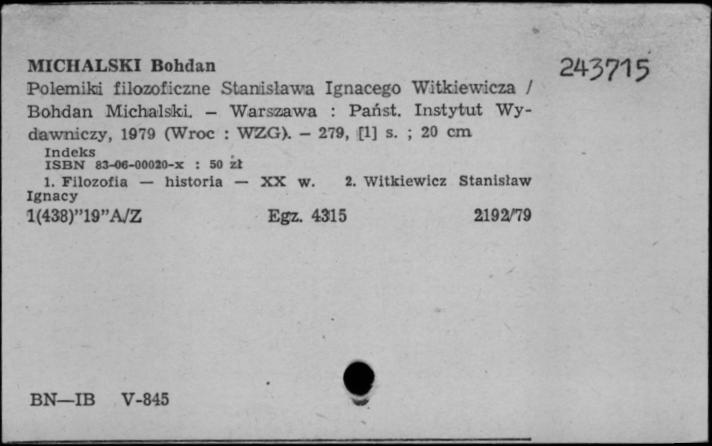 MICHALSKI Bohdan
243715
Polemiki filozoficzne Stanisława Ignacego Witkiewicza /
Bohdan Michalski. – Warszawa : Państ. Instytut Wy-
dawniczy, 1979 (Wroc : WZG). – 279, [1] s. ; 20 cm
Indeks
ISBN 83-06-00020-x : 50 zł
1. Filozofia — historia — XX w. 2. Witkiewicz Stanisław
Ignacy
1(438)”19”A/Z Egz. 4315 2192/79
BN—IB V-845